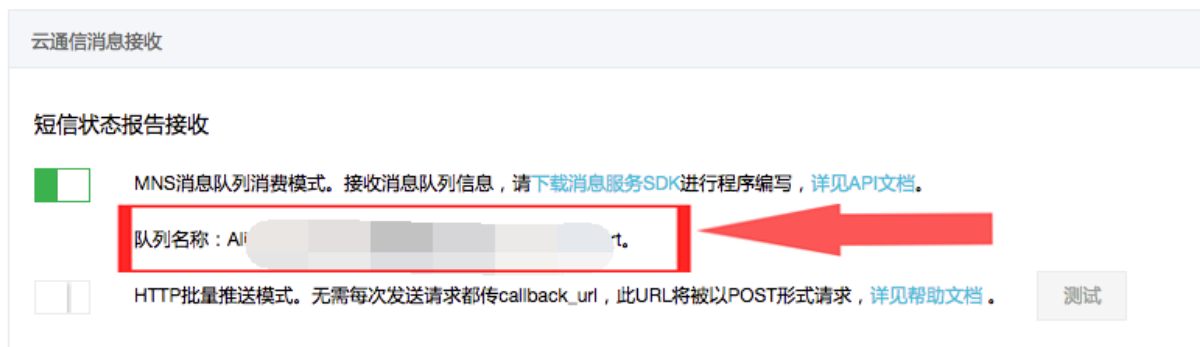 云通信消息接收
短信状态报告接收
MNS消息队列消费模式。接收消息队列信息，请下载消息服务SDK进行程序编写，详见API文档。
队列名称：Ali
HTTP批量推送模式。无需每次发送请求都传callback_url，此URL将被以POST形式请求，详见帮助文档 。
测试